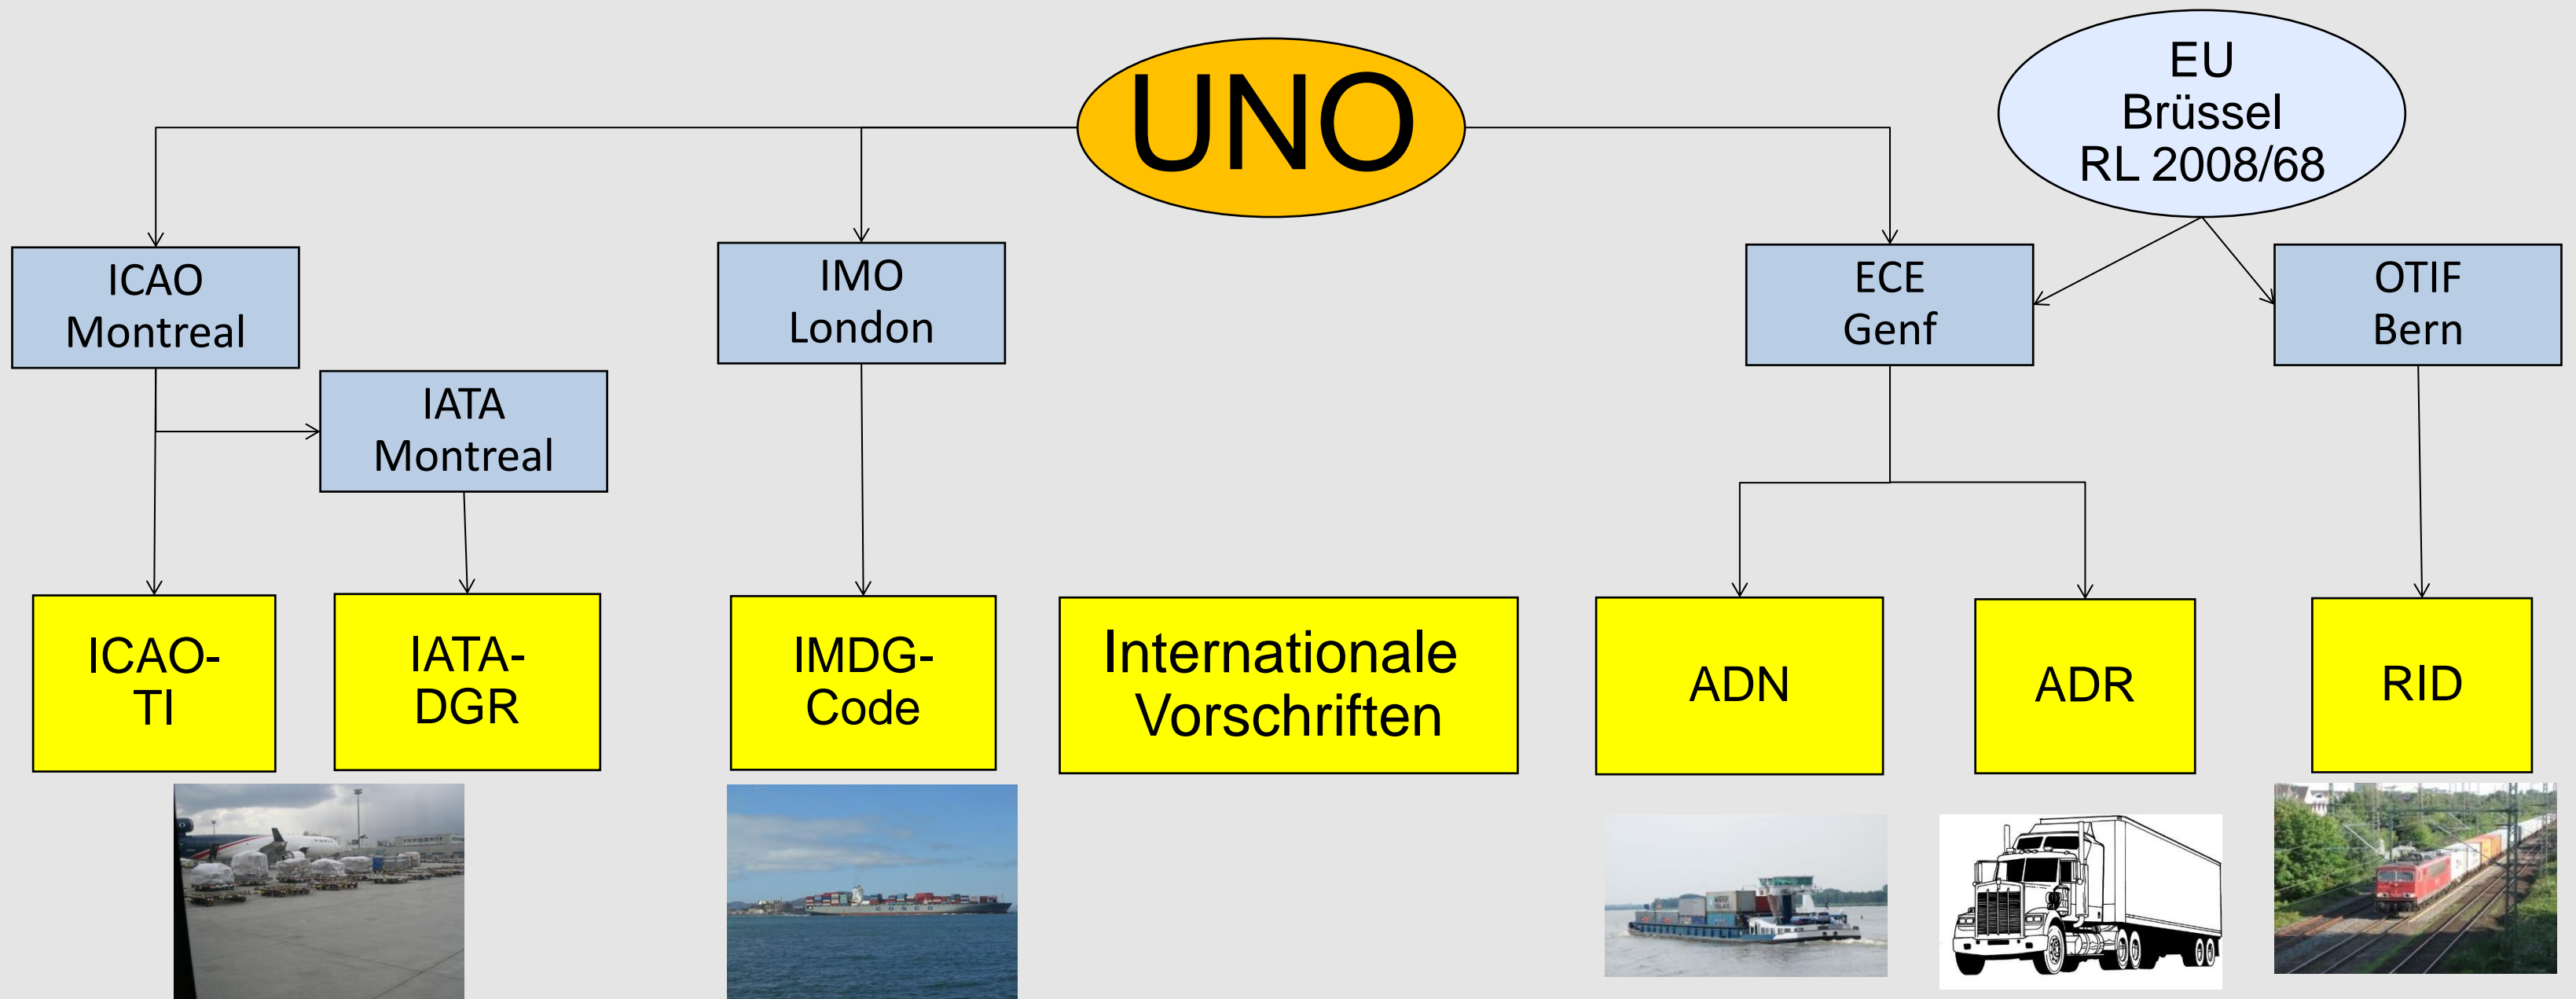 UNO
EU
Brüssel
RL 2008/68
ICAO
Montreal
IMO
London
ECE
Genf
OTIF
Bern
IATA
Montreal
ICAO-
TI
IATA-
DGR
IMDG-
Code
Internationale
Vorschriften
ADN
ADR
RID
COSCO